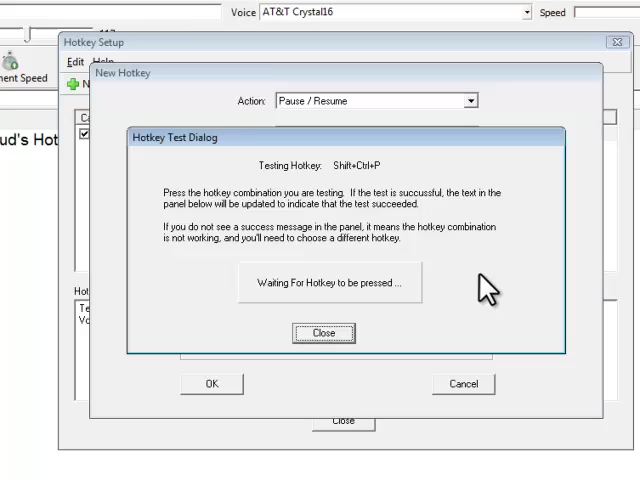 Voice AT&T Crystal16 Speed
Hotkey Setup
Edit Help
New Hotkey
Action: Pause / Resume
Hotkey Test Dialog
Testing Hotkey: Shift+Ctrl+P
Press the hotkey combination you are testing. If the test is succussful, the text in the
panel below will be updated to indicate that the test succeeded.
If you do not see a success message in the panel, it means the hotkey combination
is not working, and you'll need to choose a different hotkey.
Waiting For Hotkey to be pressed ...
Close
OK Cancel
Close
ment Speed
ud's Hot